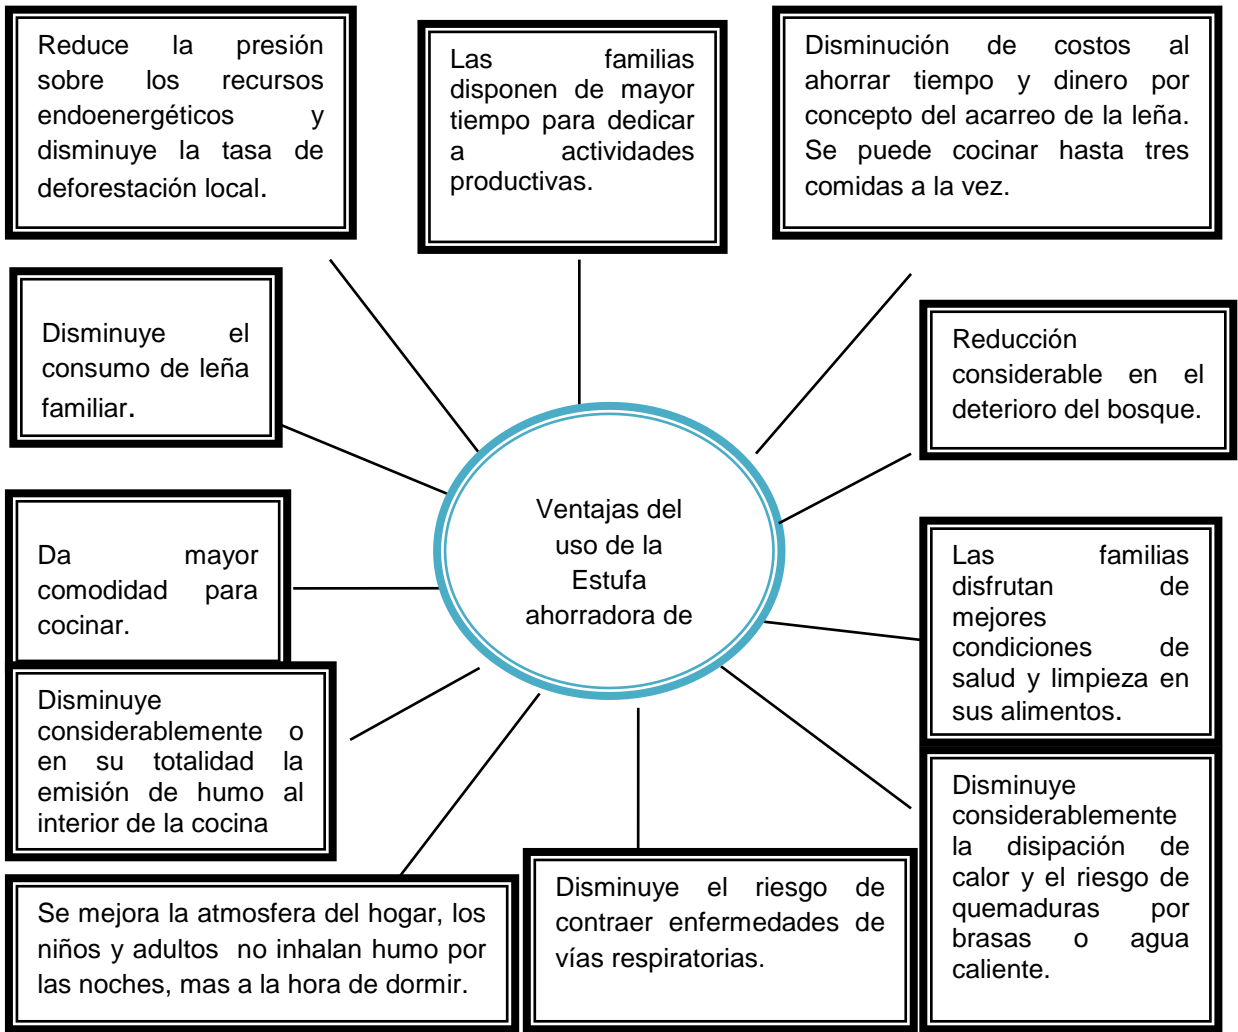 Reduce la presión
sobre los recursos
endoenergéticos y
disminuye la tasa de
deforestación local.
Las familias
disponen de mayor
tiempo para dedicar
a actividades
productivas.
Disminución de costos al
ahorrar tiempo y dinero por
concepto del acarreo de la leña.
Se puede cocinar hasta tres
comidas a la vez.
Disminuye el
consumo de leña
familiar.
Reducción
considerable en el
deterioro del bosque.
Ventajas del
uso de la
Estufa
ahorradora de
Da mayor
comodidad para
cocinar.
Las familias
disfrutan de
mejores
condiciones de
salud y limpieza en
sus alimentos.
Disminuye
considerablemente o
en su totalidad la
emisión de humo al
interior de la cocina
Disminuye
considerablemente
la disipación de
calor y el riesgo de
quemaduras por
brasas o agua
caliente.
Se mejora la atmosfera del hogar, los
niños y adultos no inhalan humo por
las noches, mas a la hora de dormir.
Disminuye el riesgo de
contraer enfermedades de
vías respiratorias.